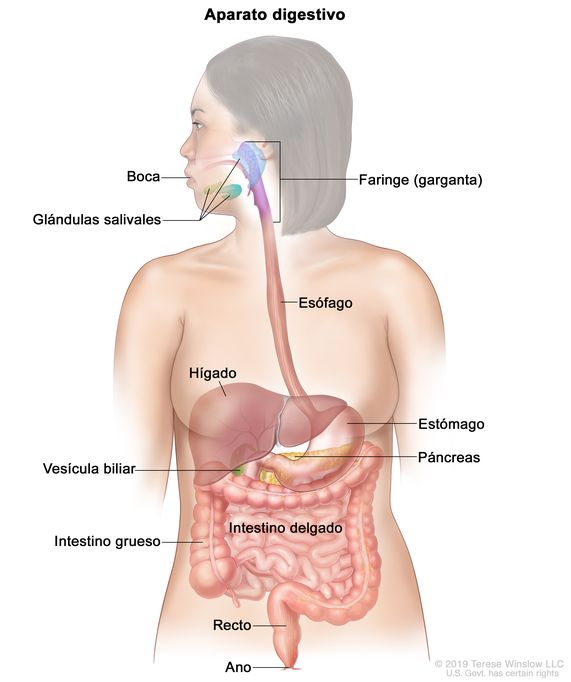 Aparato digestivo
Boca
Faringe (garganta)
Glándulas salivales
Esófago
Hígado
Estómago
Páncreas
Vesícula biliar
Intestino delgado
Intestino grueso
Recto
Ano
© 2019 Terese Winslow LLC
U.S. Govt. has certain rights